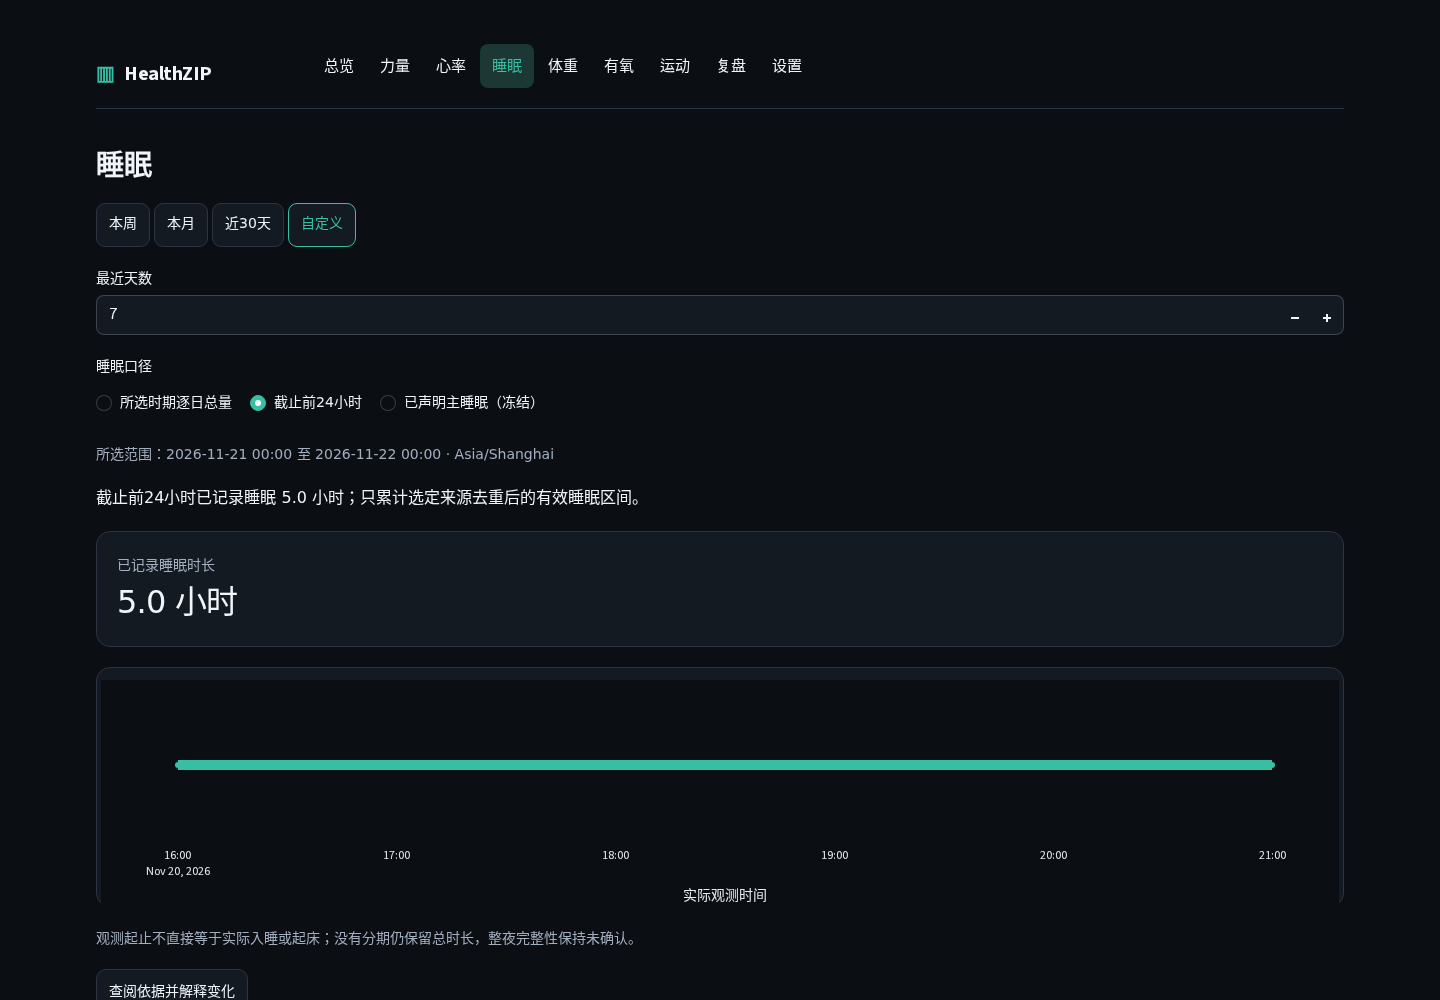 HealthZIP
总览 力量 心率 睡眠 体重 有氧 运动 复盘 设置
睡眠
本周 本月 近30天 自定义
最近天数
7
睡眠口径
所选时期逐日总量 截止前24小时 已声明主睡眠（冻结）
所选范围：2026-11-21 00:00 至 2026-11-22 00:00 · Asia/Shanghai
截止前24小时已记录睡眠 5.0 小时；只累计选定来源去重后的有效睡眠区间。
已记录睡眠时长
5.0 小时
16:00 17:00 18:00 19:00 20:00 21:00
Nov 20, 2026
实际观测时间
观测起止不直接等于实际入睡或起床；没有分期仍保留总时长，整夜完整性保持未确认。
查阅依据并解释变化